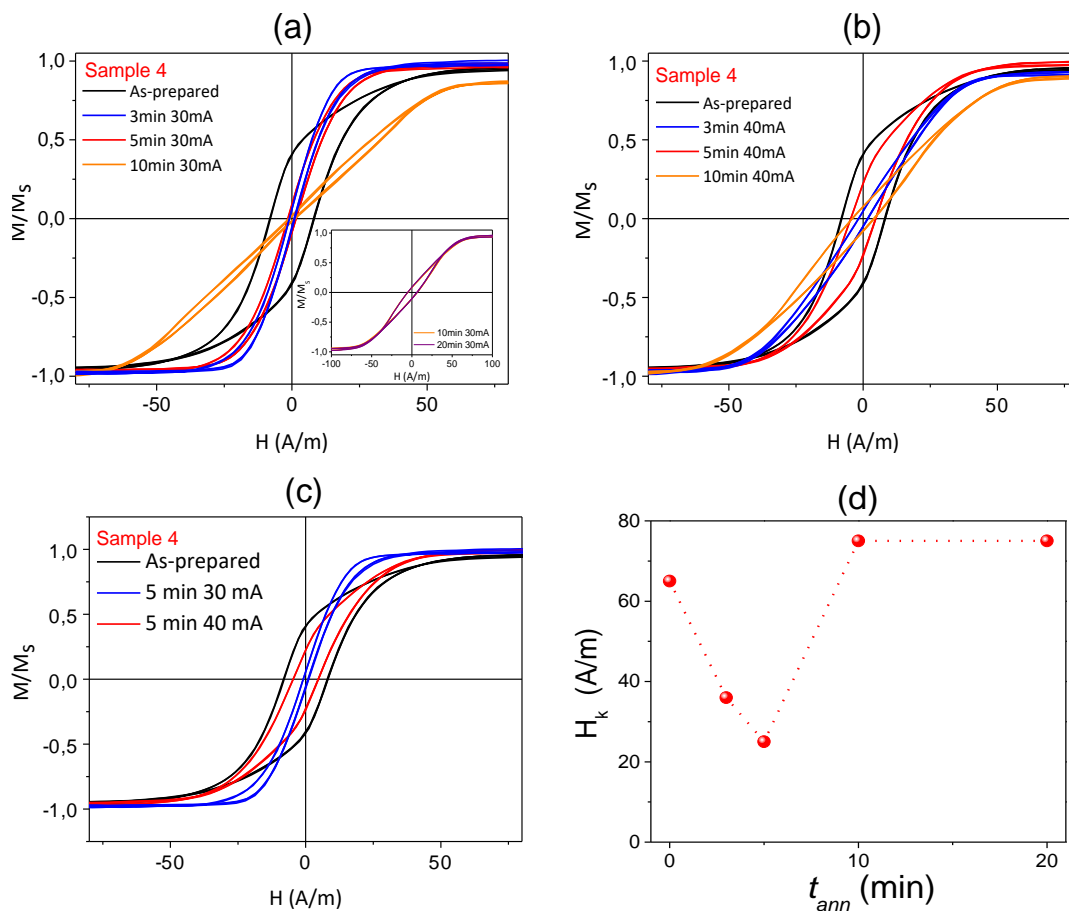 (a)
Sample 4
As-prepared
3min 30mA
5min 30mA
10min 30mA
1,0
0,5
0,0
-0,5
-1,0
M/Ms
-50
0
50
H (A/m)
M/Ms
1,0
0,5
0,0
-0,5
-1,0
10min 30mA
20min 30mA
-100
-50
0
50
100
H (A/m)
(b)
Sample 4
As-prepared
3min 40mA
5min 40mA
10min 40mA
1,0
0,5
0,0
-0,5
-1,0
M/Ms
-50
0
50
H (A/m)
(c)
Sample 4
As-prepared
5 min 30 mA
5 min 40 mA
1,0
0,5
0,0
-0,5
-1,0
M/Ms
-50
0
50
H (A/m)
(d)
80
60
40
20
0
Hk (A/m)
0
10
20
tann (min)